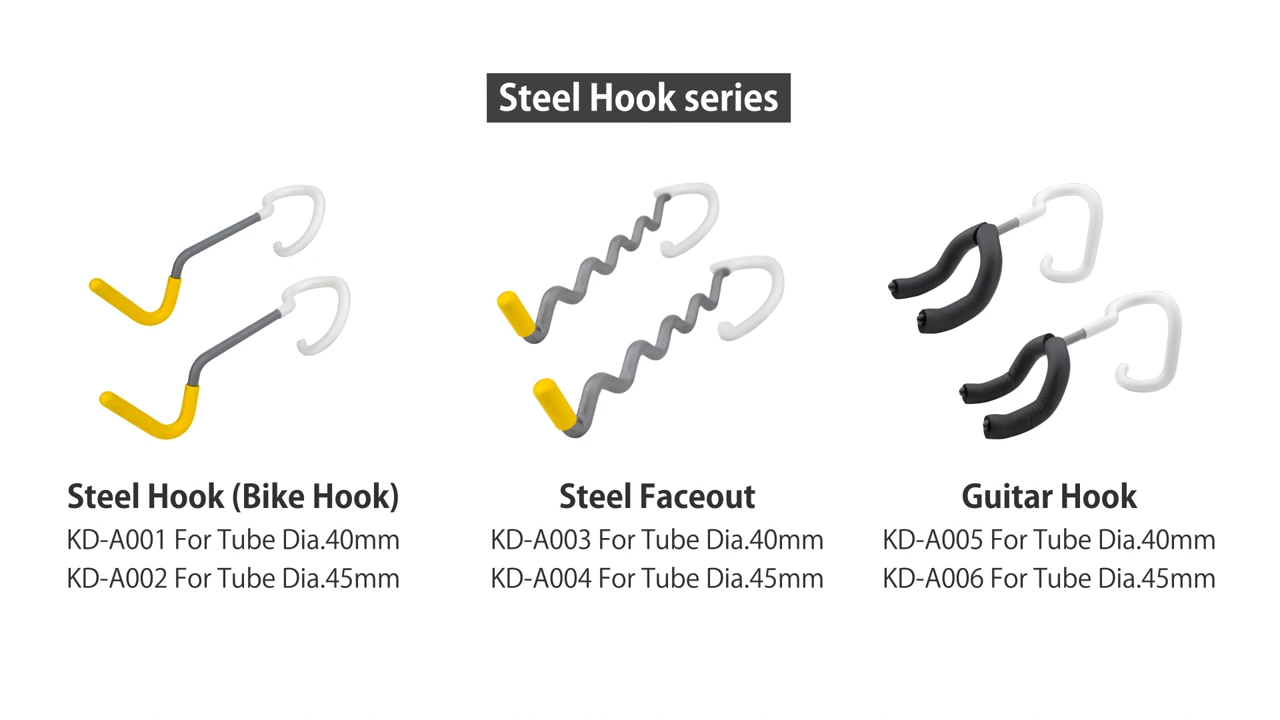 Steel Hook series
Steel Hook (Bike Hook)
KD-A001 For Tube Dia.40mm
KD-A002 For Tube Dia.45mm
Steel Faceout
KD-A003 For Tube Dia.40mm
KD-A004 For Tube Dia.45mm
Guitar Hook
KD-A005 For Tube Dia.40mm
KD-A006 For Tube Dia.45mm